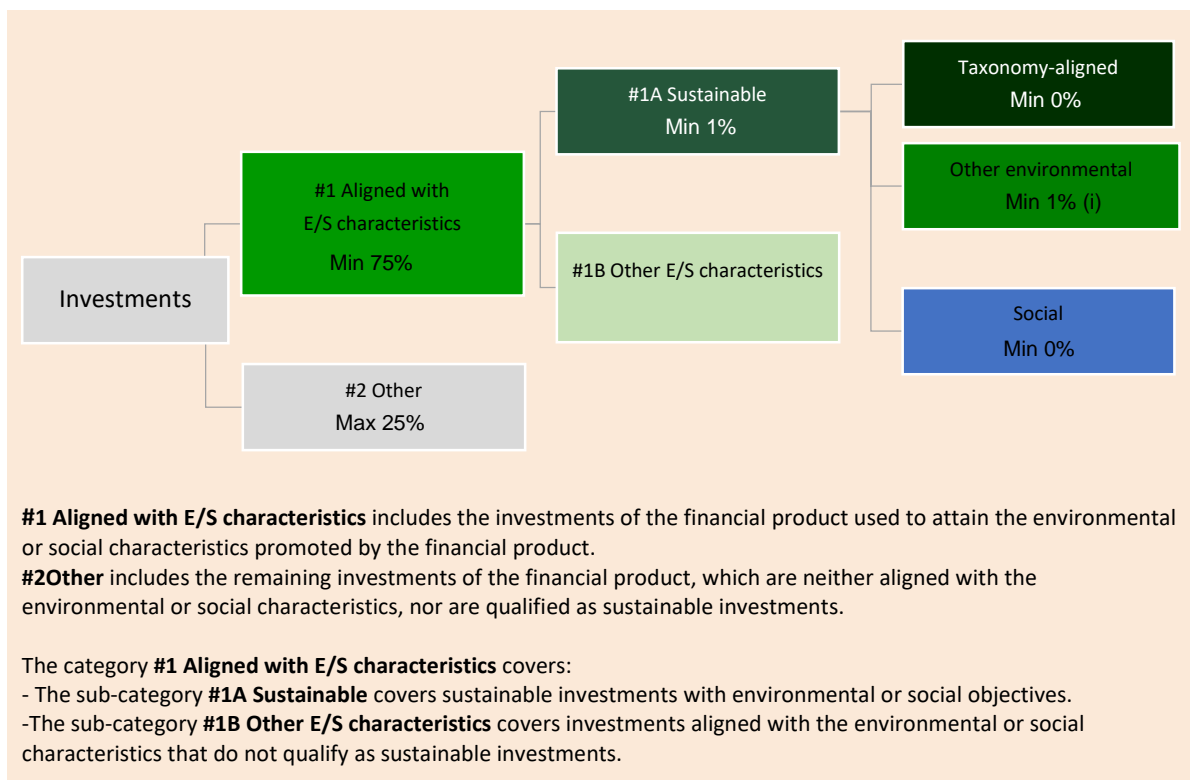 Investments
#1 Aligned with
E/S characteristics
Min 75%
#2 Other
Max 25%
#1A Sustainable
Min 1%
#1B Other E/S characteristics
Taxonomy-aligned
Min 0%
Other environmental
Min 1% (i)
Social
Min 0%
#1 Aligned with E/S characteristics includes the investments of the financial product used to attain the environmental
or social characteristics promoted by the financial product.
#2Other includes the remaining investments of the financial product, which are neither aligned with the
environmental or social characteristics, nor are qualified as sustainable investments.
The category #1 Aligned with E/S characteristics covers:
- The sub-category #1A Sustainable covers sustainable investments with environmental or social objectives.
-The sub-category #1B Other E/S characteristics covers investments aligned with the environmental or social
characteristics that do not qualify as sustainable investments.